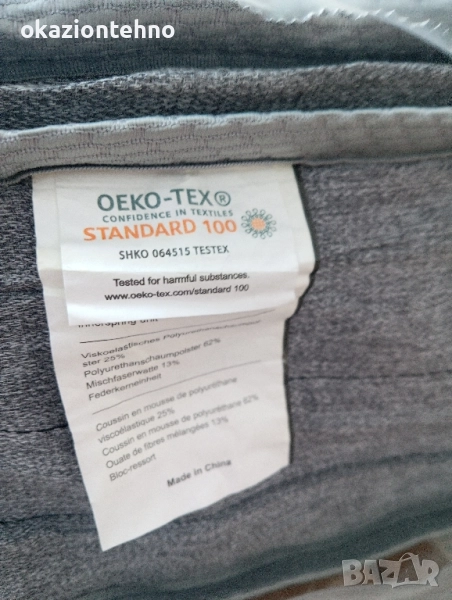 okaziontehno
OEKO-TEX®
CONFIDENCE IN TEXTILES
STANDARD 100
SHKO 064515 TESTEX
Tested for harmful substances.
www.oeko-tex.com/standard 100
Viskoelastisches
ster 25%
Polyurethanschaumpolster 62%
Mischfaserwatte 13%
Federkerneinheit
Coussin en mousse de polyuréthane
viscoélastique 25%
Coussin en mousse de polyuréthane 62%
Ouate de fibres mélangées 13%
Bloc-ressort
Made in China
BAZAR